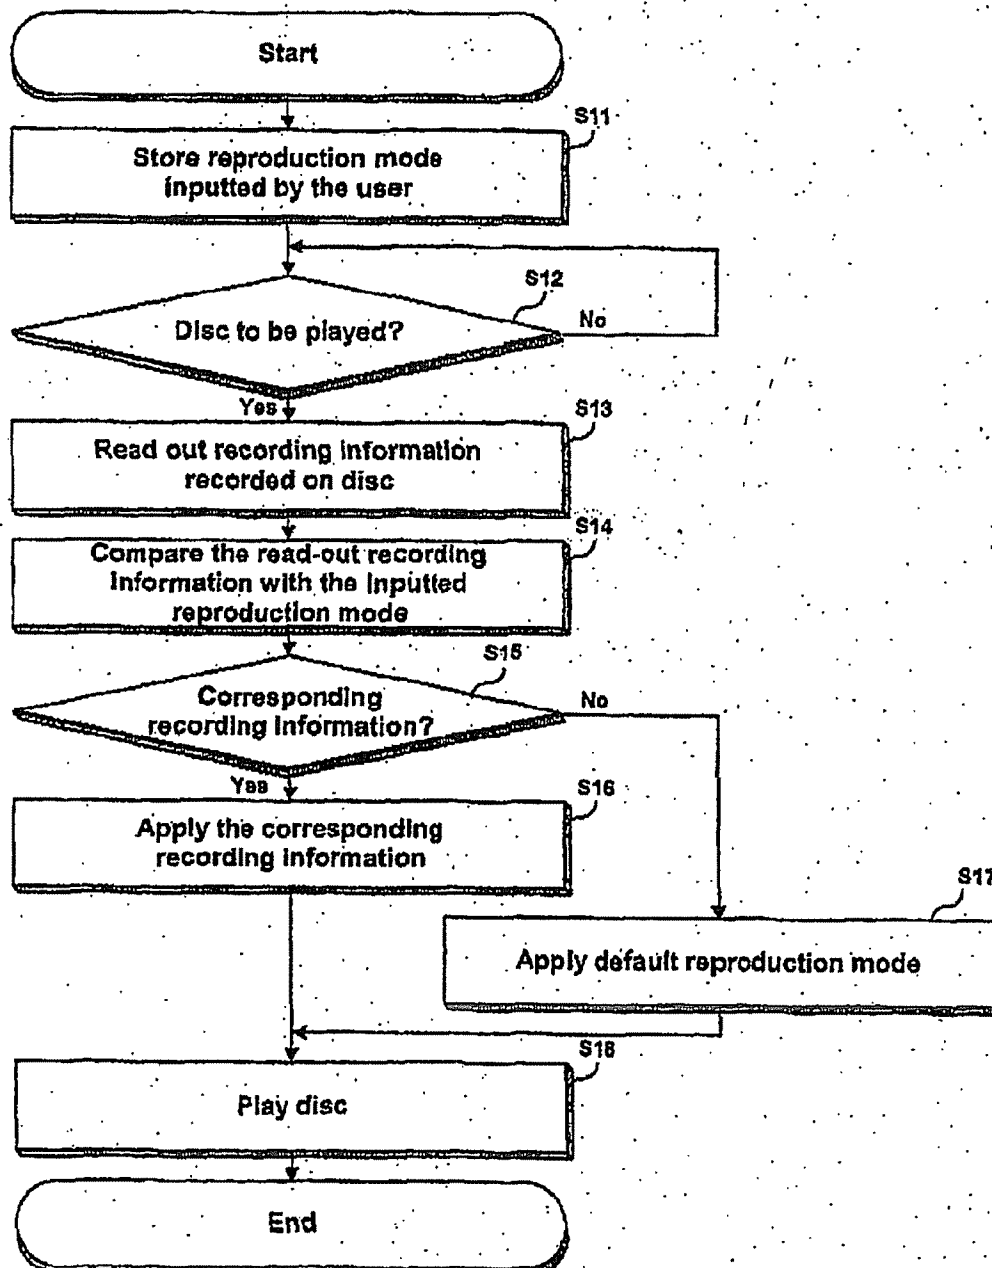 Start
S11
Store reproduction mode
inputted by the user
S12
Disc to be played?
No
Yes
S13
Read out recording information
recorded on disc
S14
Compare the read-out recording
information with the inputted
reproduction mode
S15
Corresponding
recording information?
No
Yes
S16
Apply the corresponding
recording information
S17
Apply default reproduction mode
S18
Play disc
End